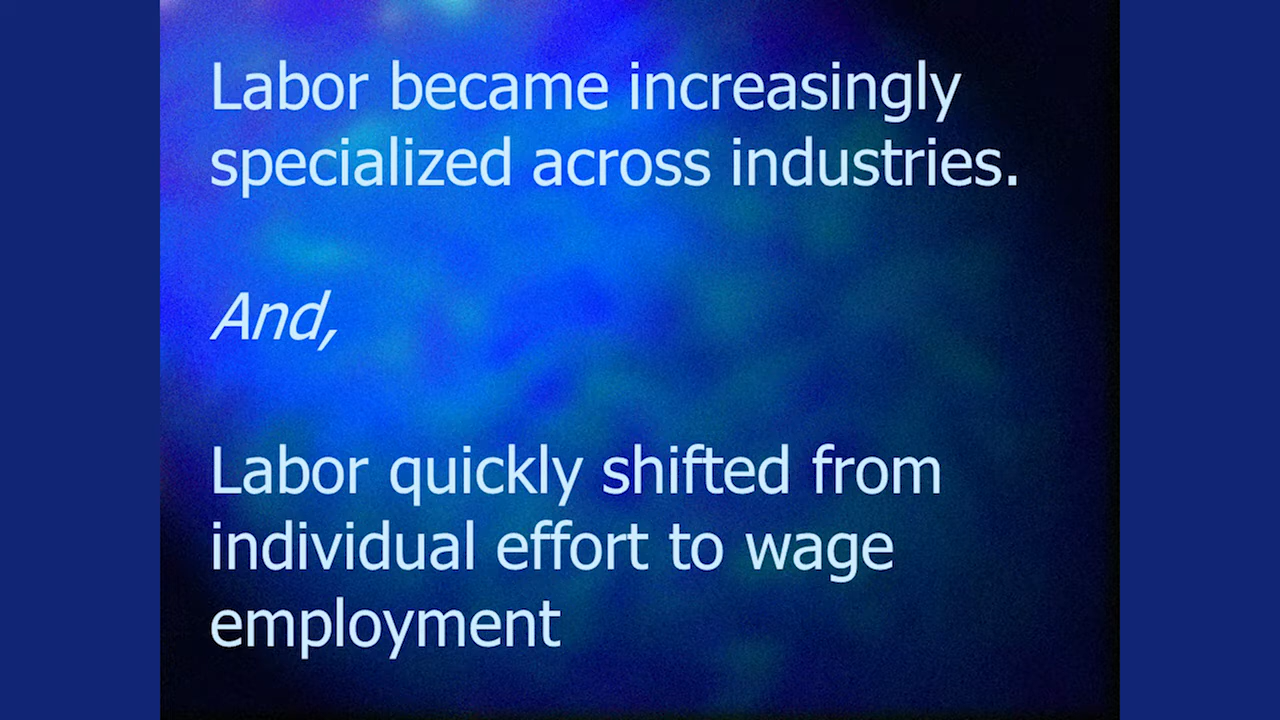 Labor became increasingly
specialized across industries.
And,
Labor quickly shifted from
individual effort to wage
employment